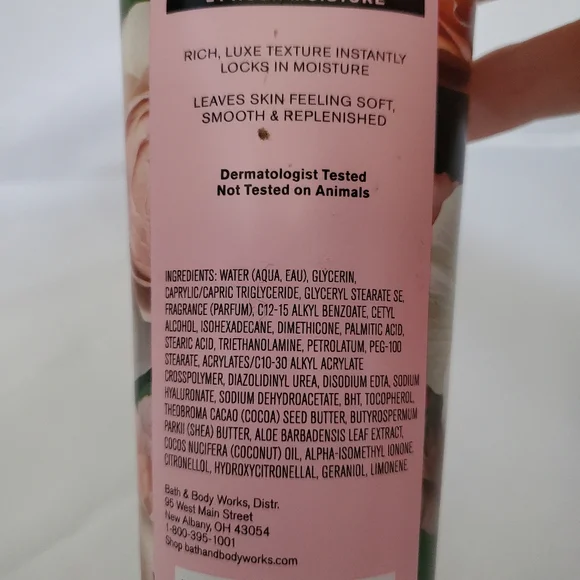 24 HOUR MOISTURE
RICH, LUXE TEXTURE INSTANTLY
LOCKS IN MOISTURE
LEAVES SKIN FEELING SOFT,
SMOOTH & REPLENISHED
Dermatologist Tested
Not Tested on Animals
INGREDIENTS: WATER (AQUA, EAU), GLYCERIN,
CAPRYLIC/CAPRIC TRIGLYCERIDE, GLYCERYL STEARATE SE,
FRAGRANCE (PARFUM), C12-15 ALKYL BENZOATE, CETYL
ALCOHOL, ISOHEXADECANE, DIMETHICONE, PALMITIC ACID,
STEARIC ACID, TRIETHANOLAMINE, PETROLATUM, PEG-100
STEARATE, ACRYLATES/C10-30 ALKYL ACRYLATE
CROSSPOLYMER, DIAZOLIDINYL UREA, DISODIUM EDTA, SODIUM
HYALURONATE, SODIUM DEHYDROACETATE, BHT, TOCOPHEROL,
THEOBROMA CACAO (COCOA) SEED BUTTER, BUTYROSPERMUM
PARKII (SHEA) BUTTER, ALOE BARBADENSIS LEAF EXTRACT,
COCOS NUCIFERA (COCONUT) OIL, ALPHA-ISOMETHYL IONONE,
CITRONELLOL, HYDROXYCITRONELLAL, GERANIOL, LIMONENE.
Bath & Body Works, Distr.
95 West Main Street
New Albany, OH 43054
1-800-395-1001
Shop bathandbodyworks.com